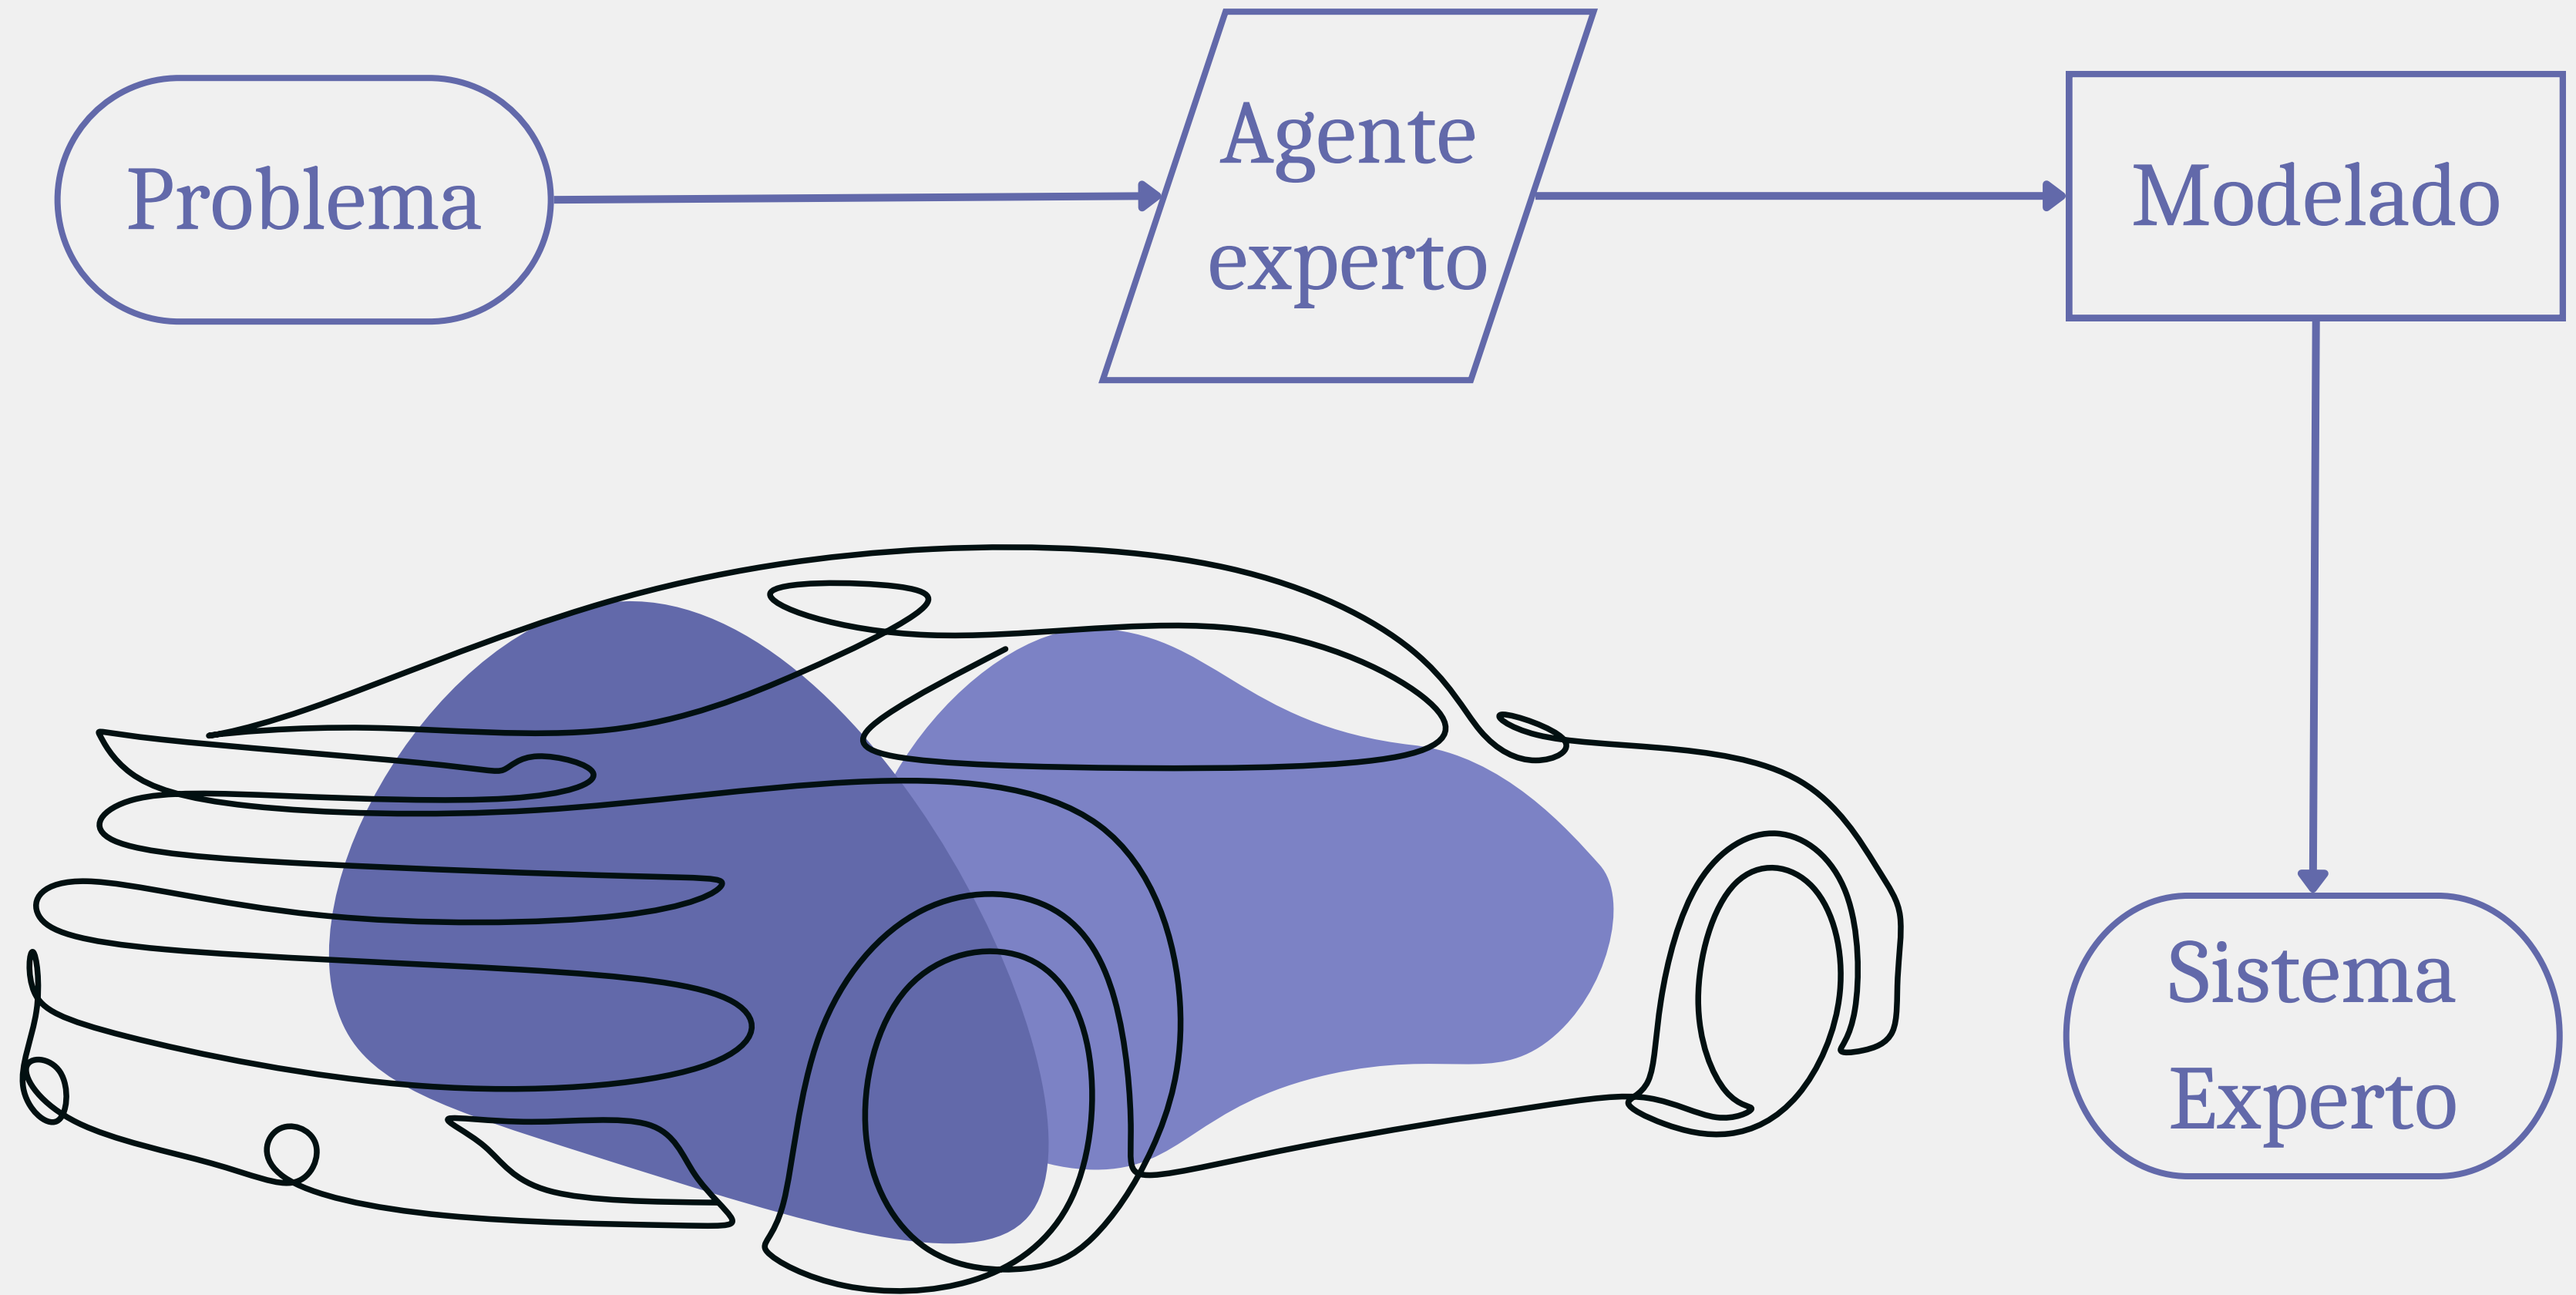 Problema
Agente
experto
Modelado
Sistema
Experto